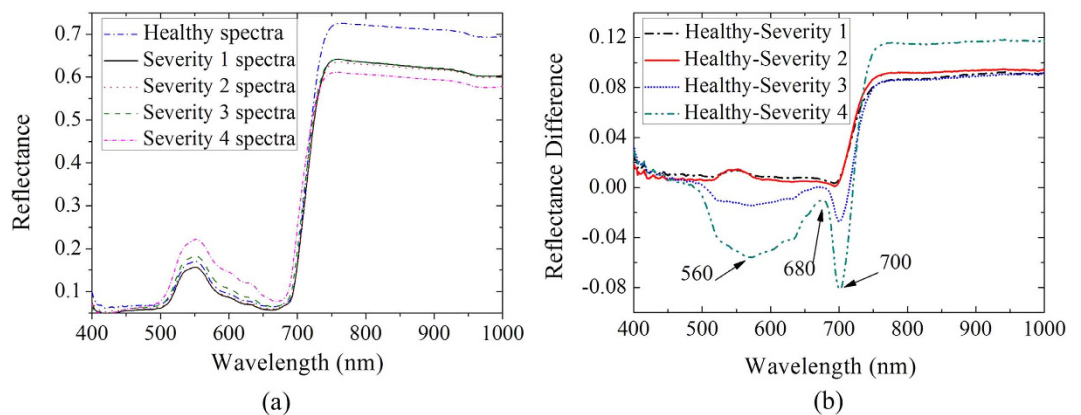 0.7
0.6
0.5
0.4
0.3
0.2
0.1
Reflectance
Healthy spectra
Severity 1 spectra
Severity 2 spectra
Severity 3 spectra
Severity 4 spectra
400 500 600 700 800 900 1000
Wavelength (nm)
(a)
0.12
0.08
0.04
0.00
-0.04
-0.08
Reflectance Difference
Healthy-Severity 1
Healthy-Severity 2
Healthy-Severity 3
Healthy-Severity 4
560
680
700
400 500 600 700 800 900 1000
Wavelength (nm)
(b)